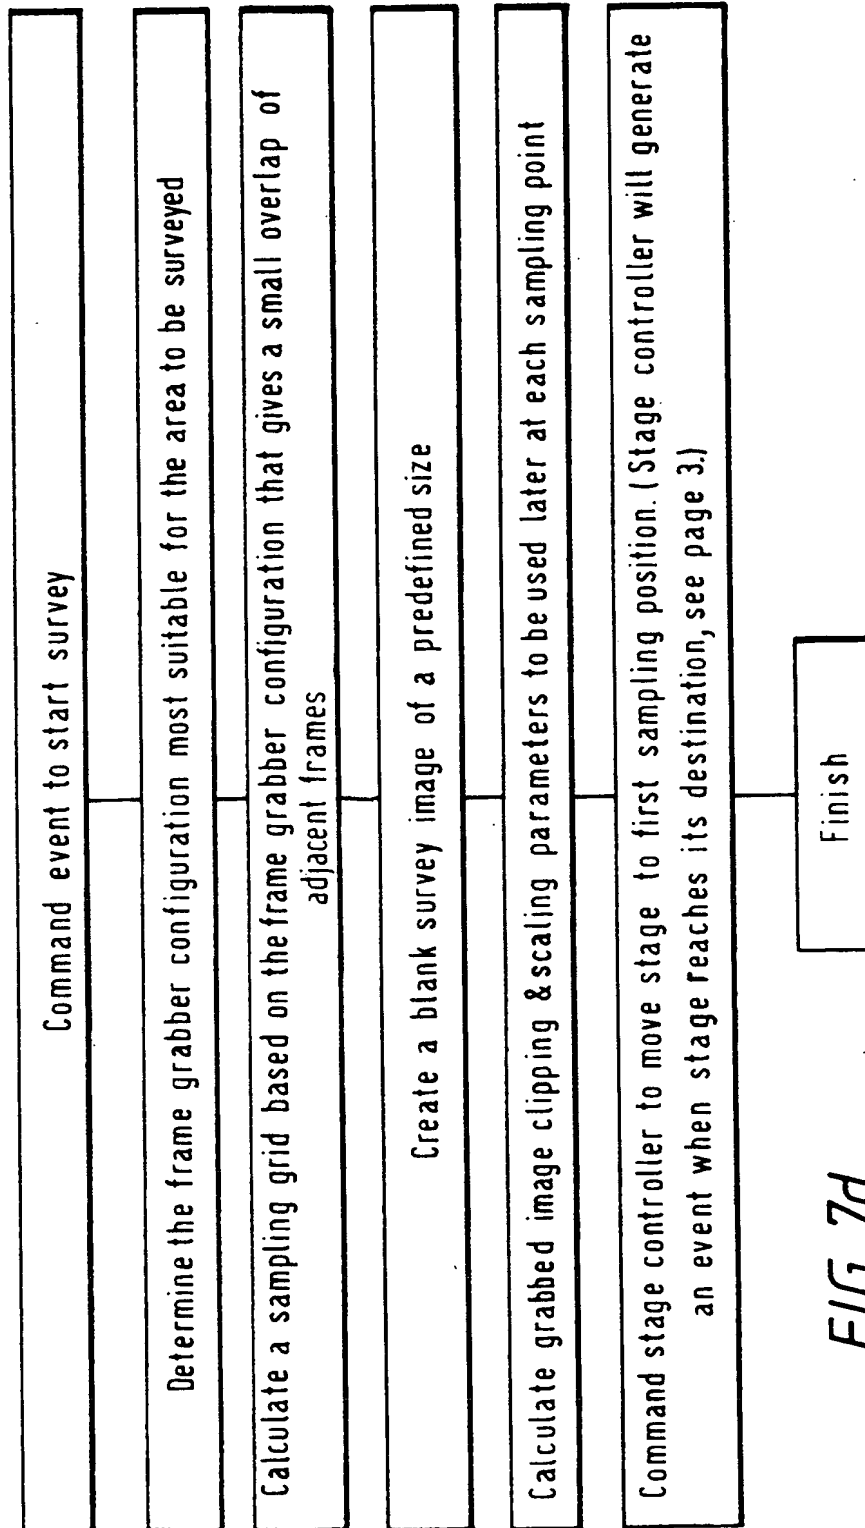 Command event to start survey
Determine the frame grabber configuration most suitable for the area to be surveyed
Calculate a sampling grid based on the frame grabber configuration that gives a small overlap of
adjacent frames
Create a blank survey image of a predefined size
Calculate grabbed image clipping & scaling parameters to be used later at each sampling point
Command stage controller to move stage to first sampling position. (Stage controller will generate
an event when stage reaches its destination, see page 3.)
Finish
FIG. 7d